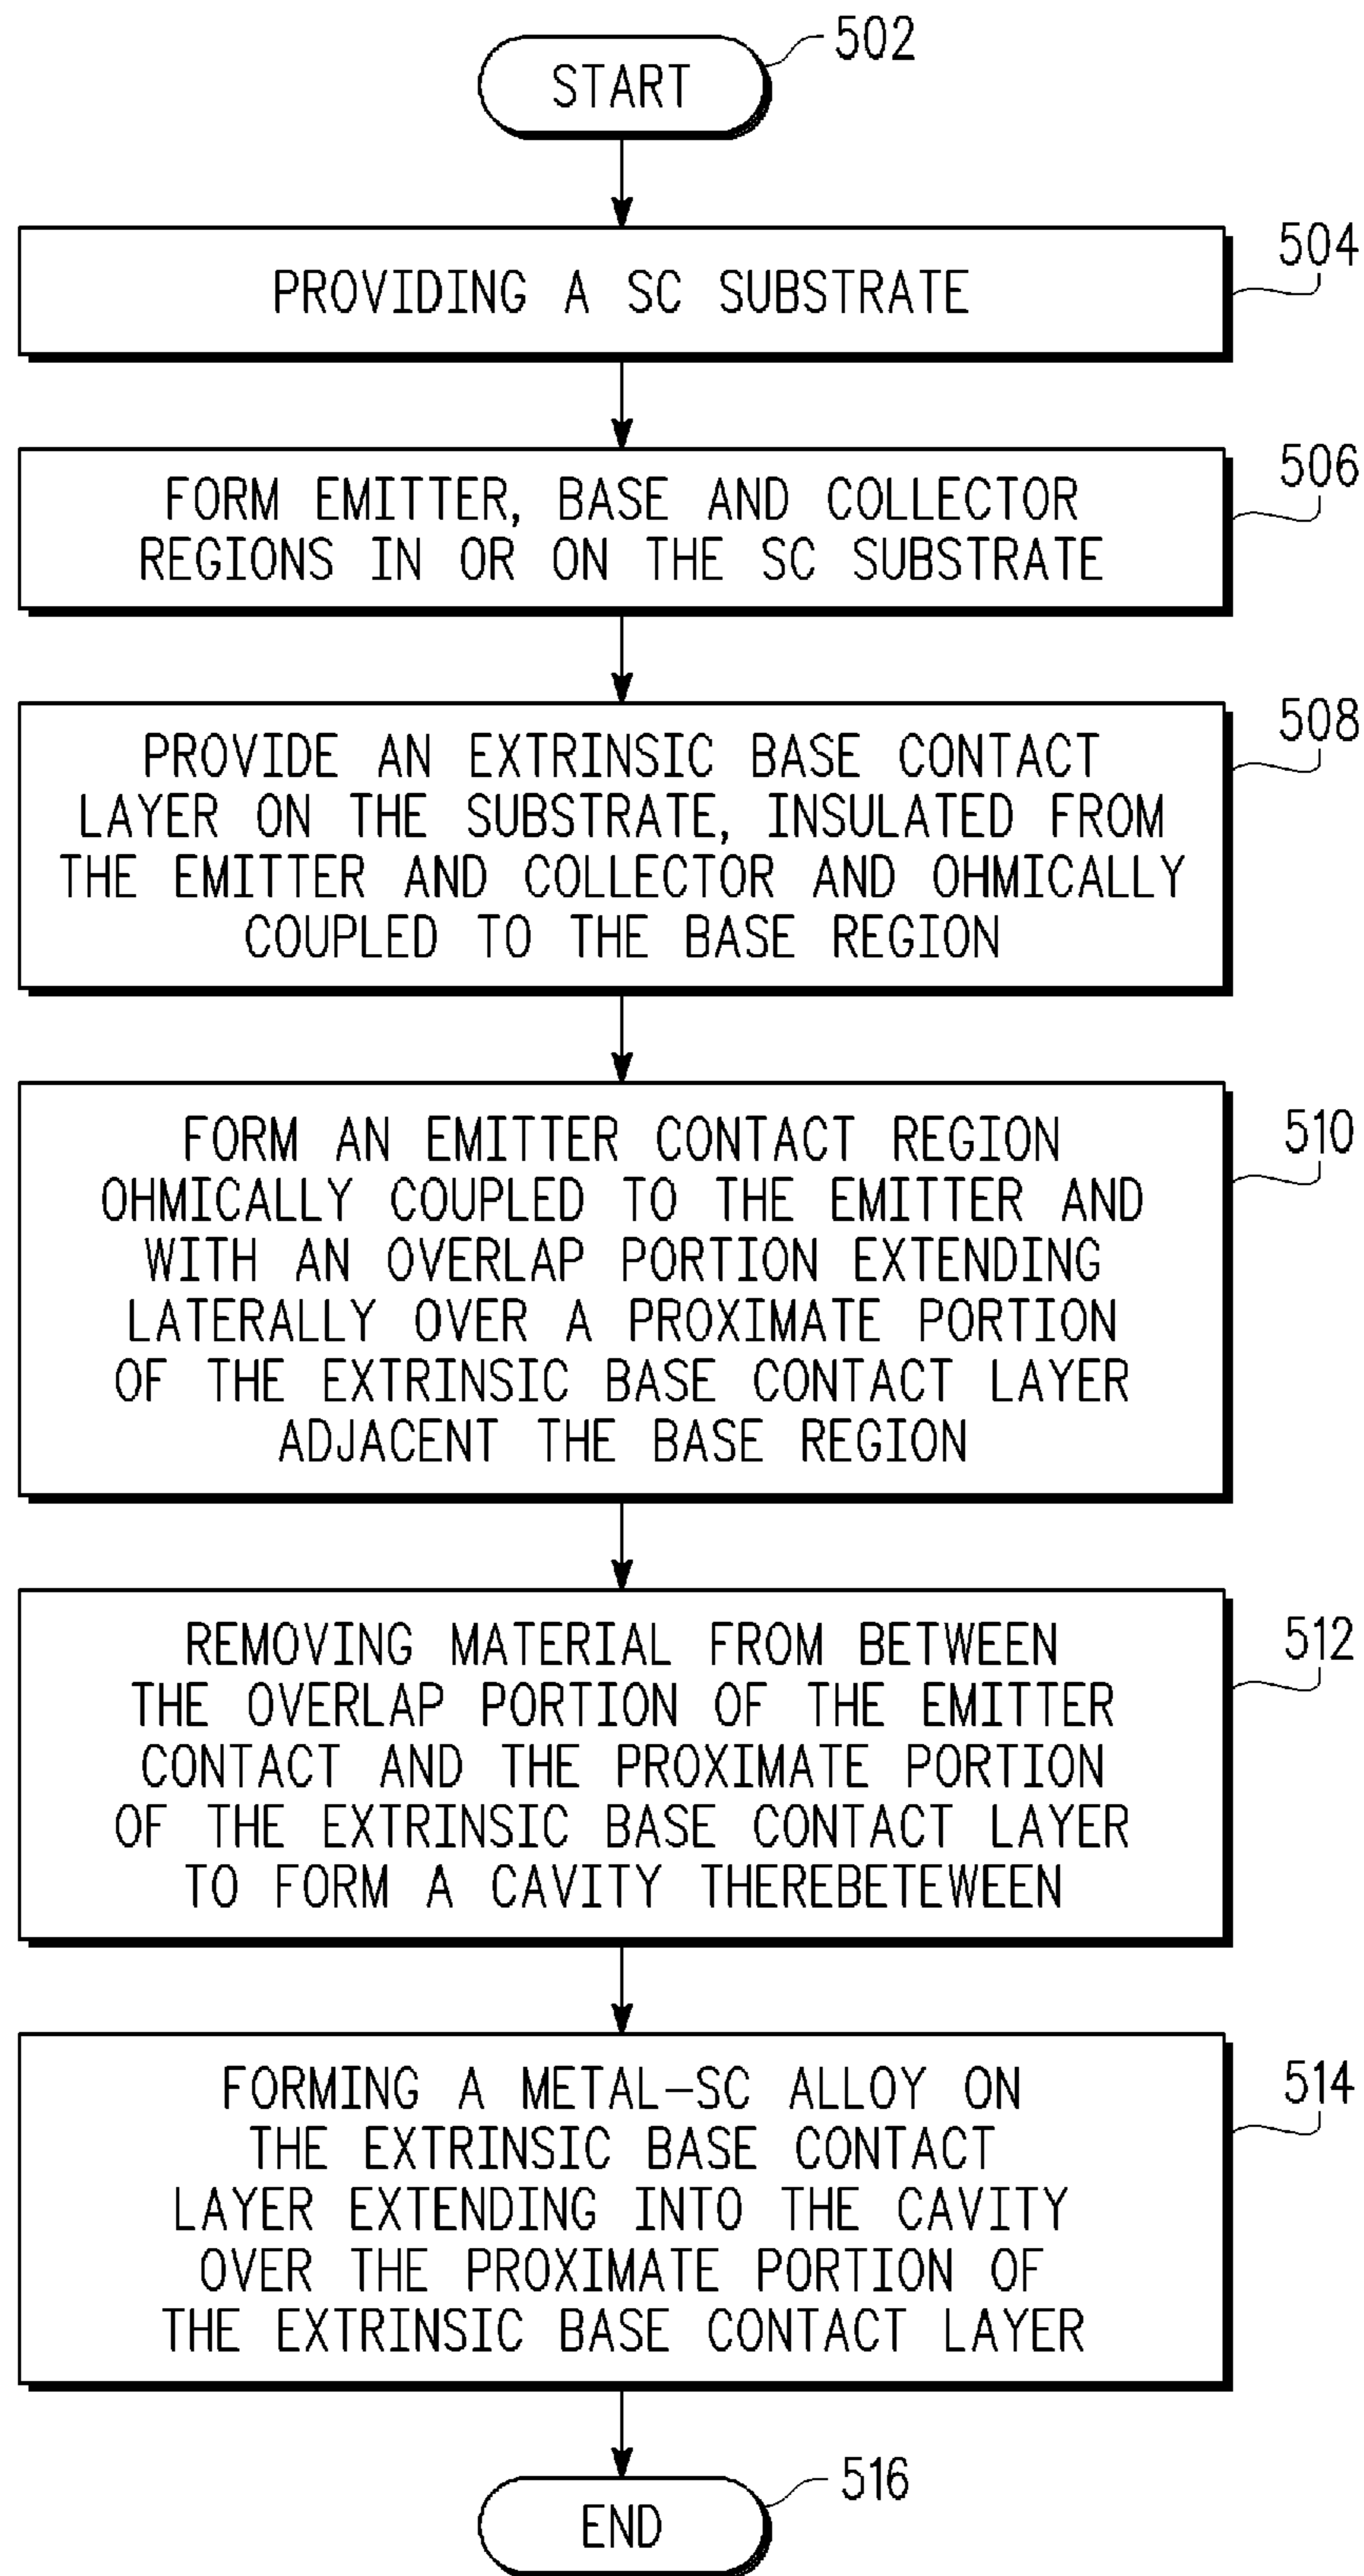 START
502
PROVIDING A SC SUBSTRATE
504
FORM EMITTER, BASE AND COLLECTOR
REGIONS IN OR ON THE SC SUBSTRATE
506
PROVIDE AN EXTRINSIC BASE CONTACT
LAYER ON THE SUBSTRATE, INSULATED FROM
THE EMITTER AND COLLECTOR AND OHMICALLY
COUPLED TO THE BASE REGION
508
FORM AN EMITTER CONTACT REGION
OHMICALLY COUPLED TO THE EMITTER AND
WITH AN OVERLAP PORTION EXTENDING
LATERALLY OVER A PROXIMATE PORTION
OF THE EXTRINSIC BASE CONTACT LAYER
ADJACENT THE BASE REGION
510
REMOVING MATERIAL FROM BETWEEN
THE OVERLAP PORTION OF THE EMITTER
CONTACT AND THE PROXIMATE PORTION
OF THE EXTRINSIC BASE CONTACT LAYER
TO FORM A CAVITY THEREBETEWEEN
512
FORMING A METAL-SC ALLOY ON
THE EXTRINSIC BASE CONTACT
LAYER EXTENDING INTO THE CAVITY
OVER THE PROXIMATE PORTION OF
THE EXTRINSIC BASE CONTACT LAYER
514
END
516